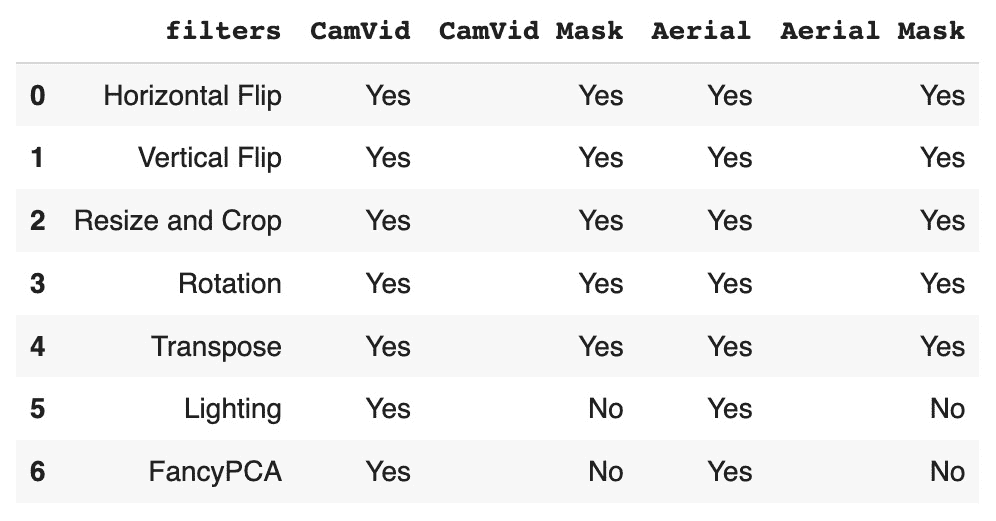 filters CamVid CamVid Mask Aerial Aerial Mask
0 Horizontal Flip Yes Yes Yes Yes
1 Vertical Flip Yes Yes Yes Yes
2 Resize and Crop Yes Yes Yes Yes
3 Rotation Yes Yes Yes Yes
4 Transpose Yes Yes Yes Yes
5 Lighting Yes No Yes No
6 FancyPCA Yes No Yes No